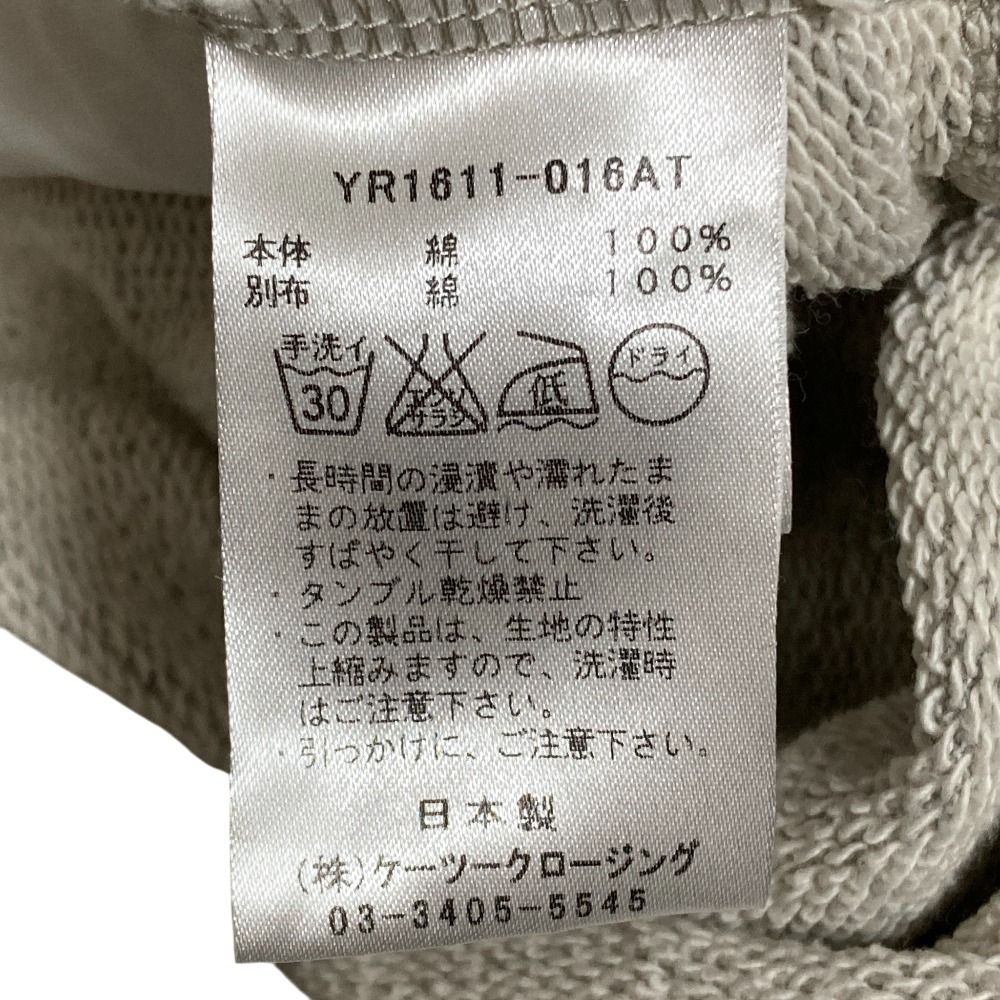 YR1611-016AT
本体 綿 100%
別布 綿 100%
手洗イ ドライ
30 エンソ サラシ 低
・長時間の浸漬や濡れたま
まの放置は避け、洗濯後
すばやく干して下さい。
・タンブル乾燥禁止
・この製品は、生地の特性
上縮みますので、洗濯時
はご注意下さい。
・引っかけに、ご注意下さい。
日本製
(株)ケーツークロージング
03-3405-5545